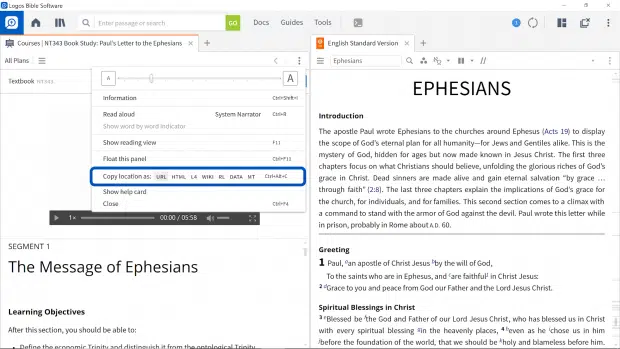 Logos Bible Software
Enter passage or search
GO
Docs Guides Tools
Courses | NT343 Book Study: Paul's Letter to the Ephesians
All Plans
Textbook NT343
A A
Information Ctrl+Shift+I
Read aloud System Narrator Ctrl+R
Show word by word indicator
Show reading view F11
Float this panel Ctrl+F11
Copy location as: URL HTML L4 WIKI RL DATA NT Ctrl+Alt+C
Show help card
Close Ctrl+F4
1× 00:00 / 05:58
SEGMENT 1
The Message of Ephesians
Learning Objectives
After this section, you should be able to:
• Define the economic Trinity and distinguish it from the ontological Trinity
English Standard Version
Ephesians
EPHESIANS
Introduction
The apostle Paul wrote Ephesians to the churches around Ephesus (Acts 19) to display
the scope of God's eternal plan for all humanity—for Jews and Gentiles alike. This is the
mystery of God, hidden for ages but now made known in Jesus Christ. The first three
chapters focus on what Christians should believe, unfolding the glorious riches of God's
grace in Christ. Dead sinners are made alive and gain eternal salvation “by grace …
through faith” (2:8). The last three chapters explain the implications of God's grace for
the church, for individuals, and for families. This second section comes to a climax with
a command to stand with the armor of God against the devil. Paul wrote this letter while
in prison, probably in Rome about A.D. 60.
Greeting
1 Paul, an apostle of Christ Jesus by the will of God,
To the saints who are in Ephesus, and are faithful in Christ Jesus:
2 Grace to you and peace from God our Father and the Lord Jesus Christ.
Spiritual Blessings in Christ
3 Blessed be the God and Father of our Lord Jesus Christ, who has blessed us in Christ
with every spiritual blessing in the heavenly places, 4 even as he chose us in him
before the foundation of the world, that we should be holy and blameless before him.